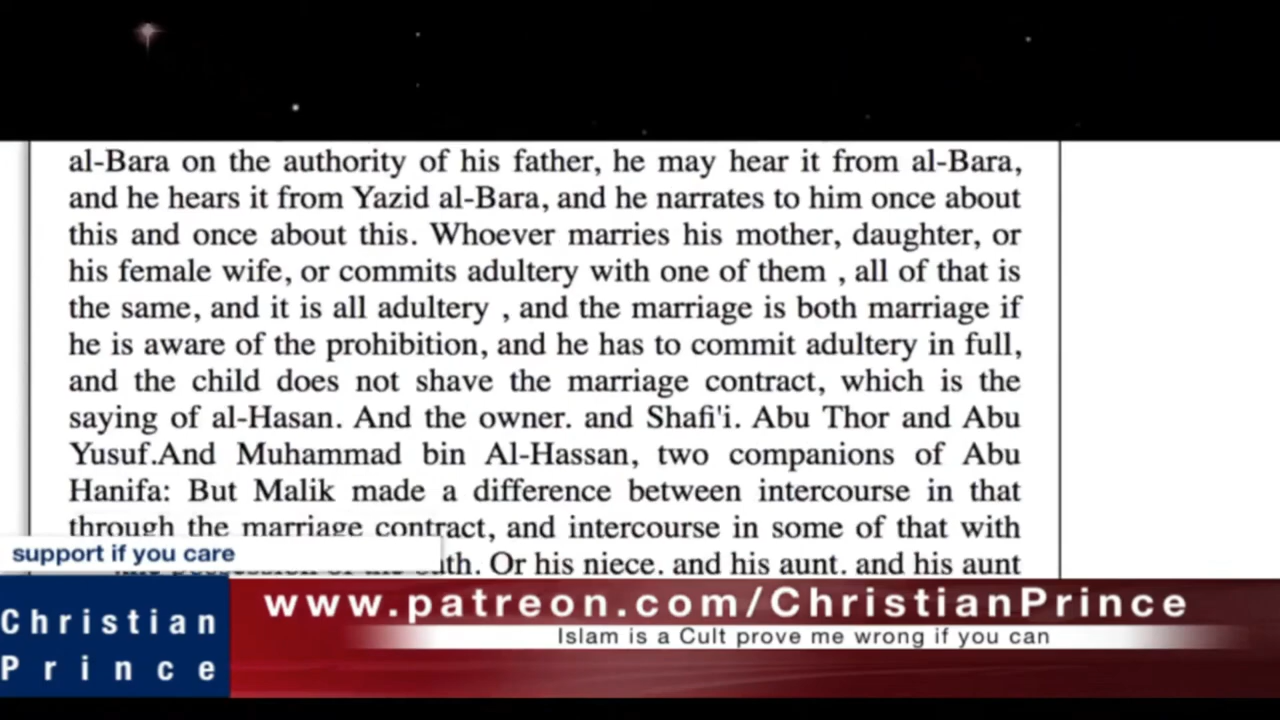 al-Bara on the authority of his father, he may hear it from al-Bara,
and he hears it from Yazid al-Bara, and he narrates to him once about
this and once about this. Whoever marries his mother, daughter, or
his female wife, or commits adultery with one of them , all of that is
the same, and it is all adultery , and the marriage is both marriage if
he is aware of the prohibition, and he has to commit adultery in full,
and the child does not shave the marriage contract, which is the
saying of al-Hasan. And the owner. and Shafi'i. Abu Thor and Abu
Yusuf.And Muhammad bin Al-Hassan, two companions of Abu
Hanifa: But Malik made a difference between intercourse in that
through the marriage contract, and intercourse in some of that with
Or his niece. and his aunt. and his aunt
support if you care
Christian
Prince
www.patreon.com/ChristianPrince
Islam is a Cult prove me wrong if you can